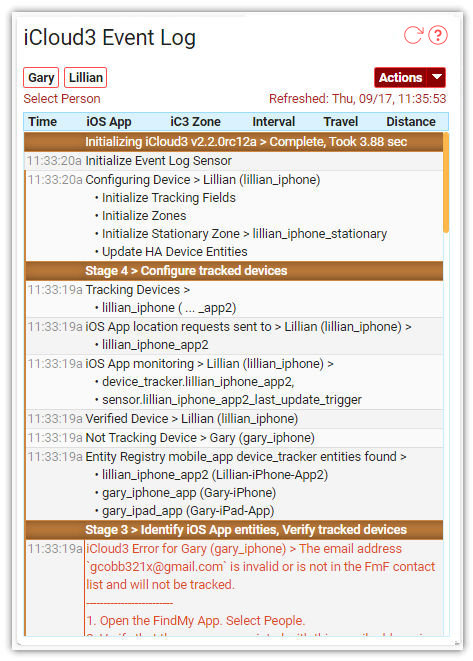 iCloud3 Event Log
Gary Lillian Actions
Select Person Refreshed: Thu, 09/17, 11:35:53
Time iOS App iC3 Zone Interval Travel Distance
Initializing iCloud3 v2.2.0rc12a > Complete, Took 3.88 sec
11:33:20a Initialize Event Log Sensor
11:33:20a Configuring Device > Lillian (lillian_iphone)
• Initialize Tracking Fields
• Initialize Zones
• Initialize Stationary Zone > lillian_iphone_stationary
• Update HA Device Entities
Stage 4 > Configure tracked devices
11:33:19a Tracking Devices >
• lillian_iphone ( ... _app2)
11:33:19a iOS App location requests sent to > Lillian (lillian_iphone) >
• lillian_iphone_app2
11:33:19a iOS App monitoring > Lillian (lillian_iphone) >
• device_tracker.lillian_iphone_app2,
• sensor.lillian_iphone_app2_last_update_trigger
11:33:19a Verified Device > Lillian (lillian_iphone)
11:33:19a Not Tracking Device > Gary (gary_iphone)
11:33:19a Entity Registry mobile_app device_tracker entities found >
• lillian_iphone_app2 (Lillian-iPhone-App2)
• gary_iphone_app (Gary-iPhone)
• gary_ipad_app (Gary-iPad-App)
Stage 3 > Identify iOS App entities, Verify tracked devices
11:33:19a iCloud3 Error for Gary (gary_iphone) > The email address
`gcobb321x@gmail.com` is invalid or is not in the FmF contact
list and will not be tracked.
--------------------------
1. Open the FindMy App. Select People.